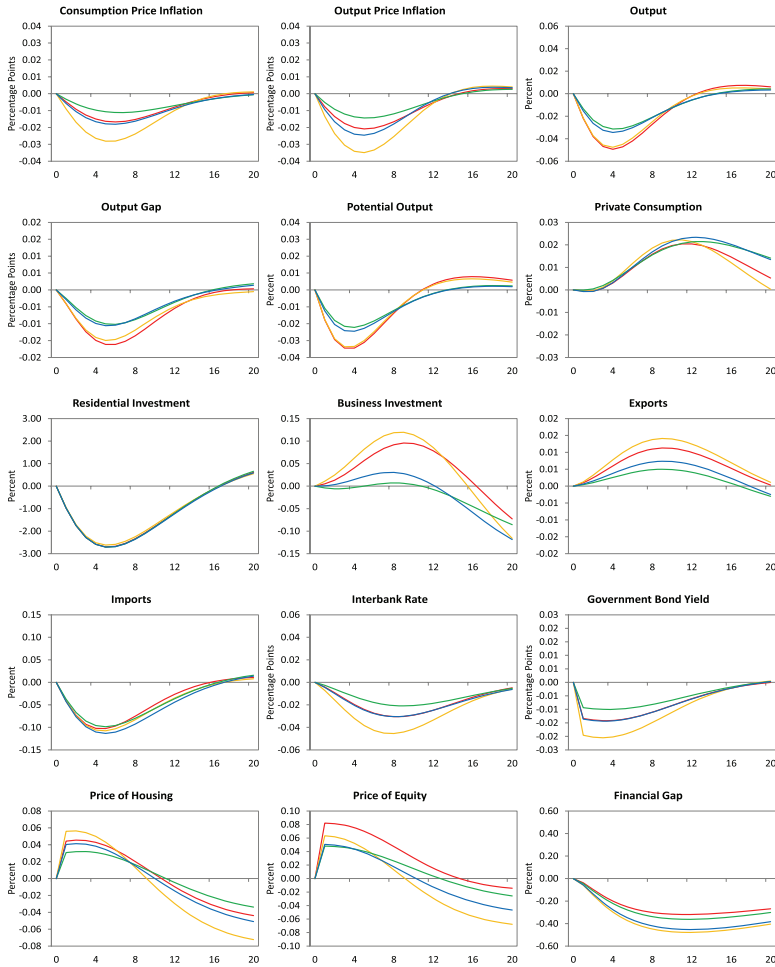 Consumption Price Inflation
Percentage Points
0.04
0.03
0.02
0.01
0.00
-0.01
-0.02
-0.03
-0.04
0 4 8 12 16 20
Output Price Inflation
Percentage Points
0.04
0.03
0.02
0.01
0.00
-0.01
-0.02
-0.03
-0.04
0 4 8 12 16 20
Output
Percent
0.06
0.04
0.02
0.00
-0.02
-0.04
-0.06
0 4 8 12 16 20
Output Gap
Percentage Points
0.02
0.02
0.01
0.01
0.00
-0.01
-0.01
-0.02
-0.02
0 4 8 12 16 20
Potential Output
Percent
0.04
0.03
0.02
0.01
0.00
-0.01
-0.02
-0.03
-0.04
0 4 8 12 16 20
Private Consumption
Percent
0.03
0.02
0.01
0.00
-0.01
-0.02
-0.03
0 4 8 12 16 20
Residential Investment
Percent
3.00
2.00
1.00
0.00
-1.00
-2.00
-3.00
0 4 8 12 16 20
Business Investment
Percent
0.15
0.10
0.05
0.00
-0.05
-0.10
-0.15
0 4 8 12 16 20
Exports
Percent
0.02
0.02
0.01
0.01
0.00
-0.01
-0.01
-0.02
-0.02
0 4 8 12 16 20
Imports
Percent
0.15
0.10
0.05
0.00
-0.05
-0.10
-0.15
0 4 8 12 16 20
Interbank Rate
Percentage Points
0.06
0.04
0.02
0.00
-0.02
-0.04
-0.06
0 4 8 12 16 20
Government Bond Yield
Percentage Points
0.03
0.02
0.02
0.01
0.01
0.00
-0.01
-0.01
-0.02
-0.02
-0.03
0 4 8 12 16 20
Price of Housing
Percent
0.08
0.06
0.04
0.02
0.00
-0.02
-0.04
-0.06
-0.08
0 4 8 12 16 20
Price of Equity
Percent
0.10
0.08
0.06
0.04
0.02
0.00
-0.02
-0.04
-0.06
-0.08
-0.10
0 4 8 12 16 20
Financial Gap
Percent
0.60
0.40
0.20
0.00
-0.20
-0.40
-0.60
0 4 8 12 16 20